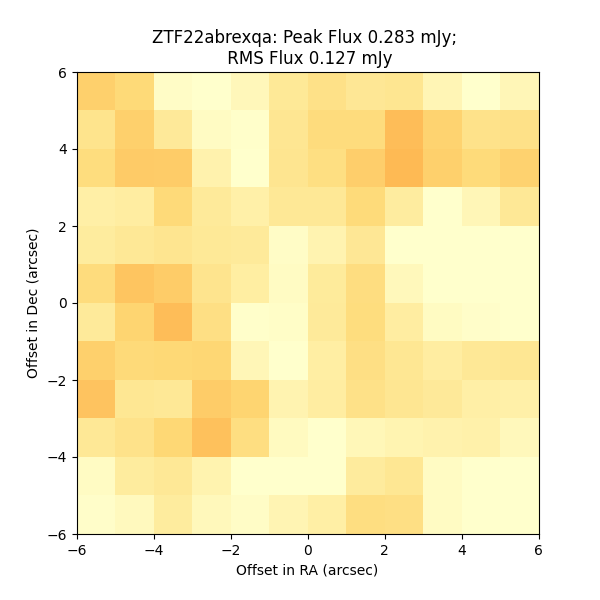 ZTF22abrexqa: Peak Flux 0.283 mJy;
RMS Flux 0.127 mJy
6
4
2
0
−2
−4
−6
Offset in Dec (arcsec)
−6 −4 −2 0 2 4 6
Offset in RA (arcsec)